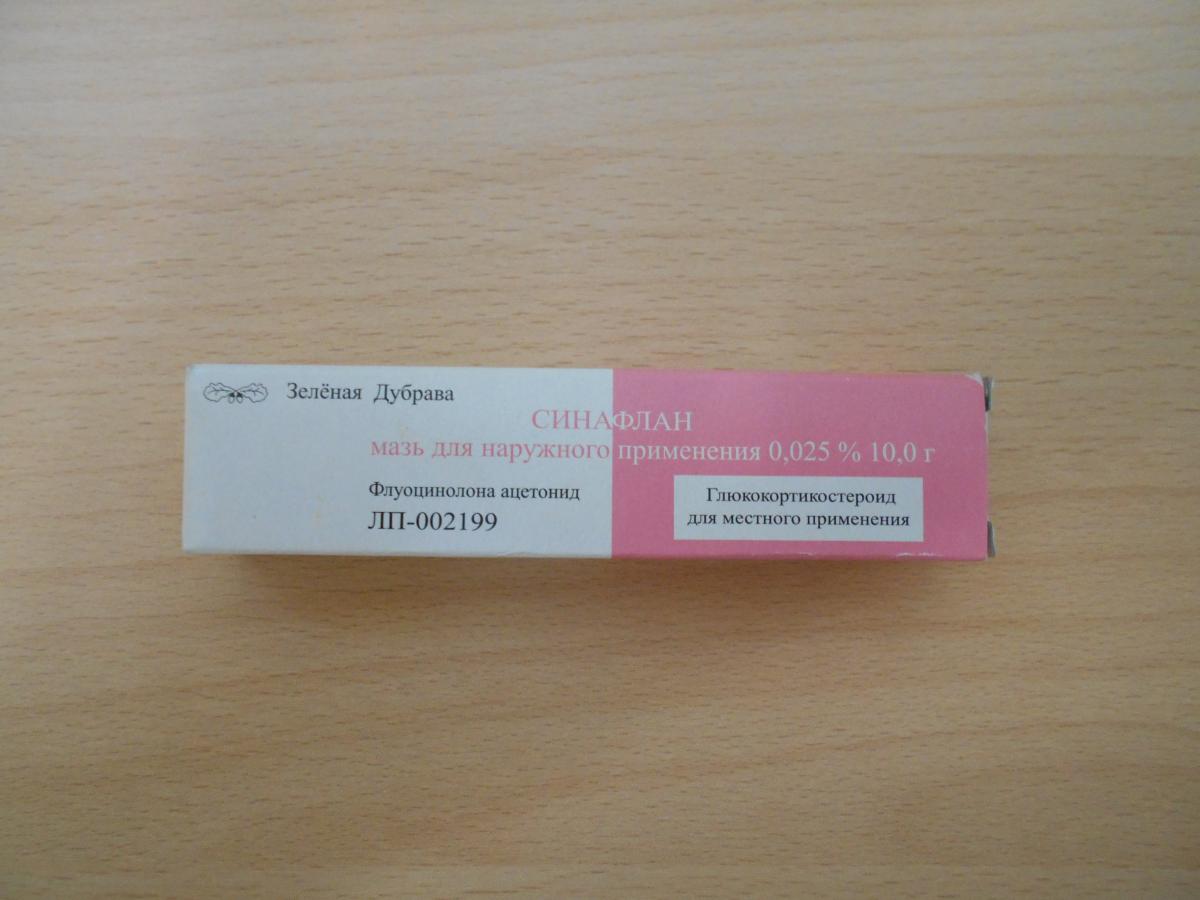 Зелёная Дубрава
СИНАФЛАН
мазь для наружного применения 0,025 % 10,0 г
Флуоцинолона ацетонид
ЛП-002199
Глюкокортикостероид
для местного применения